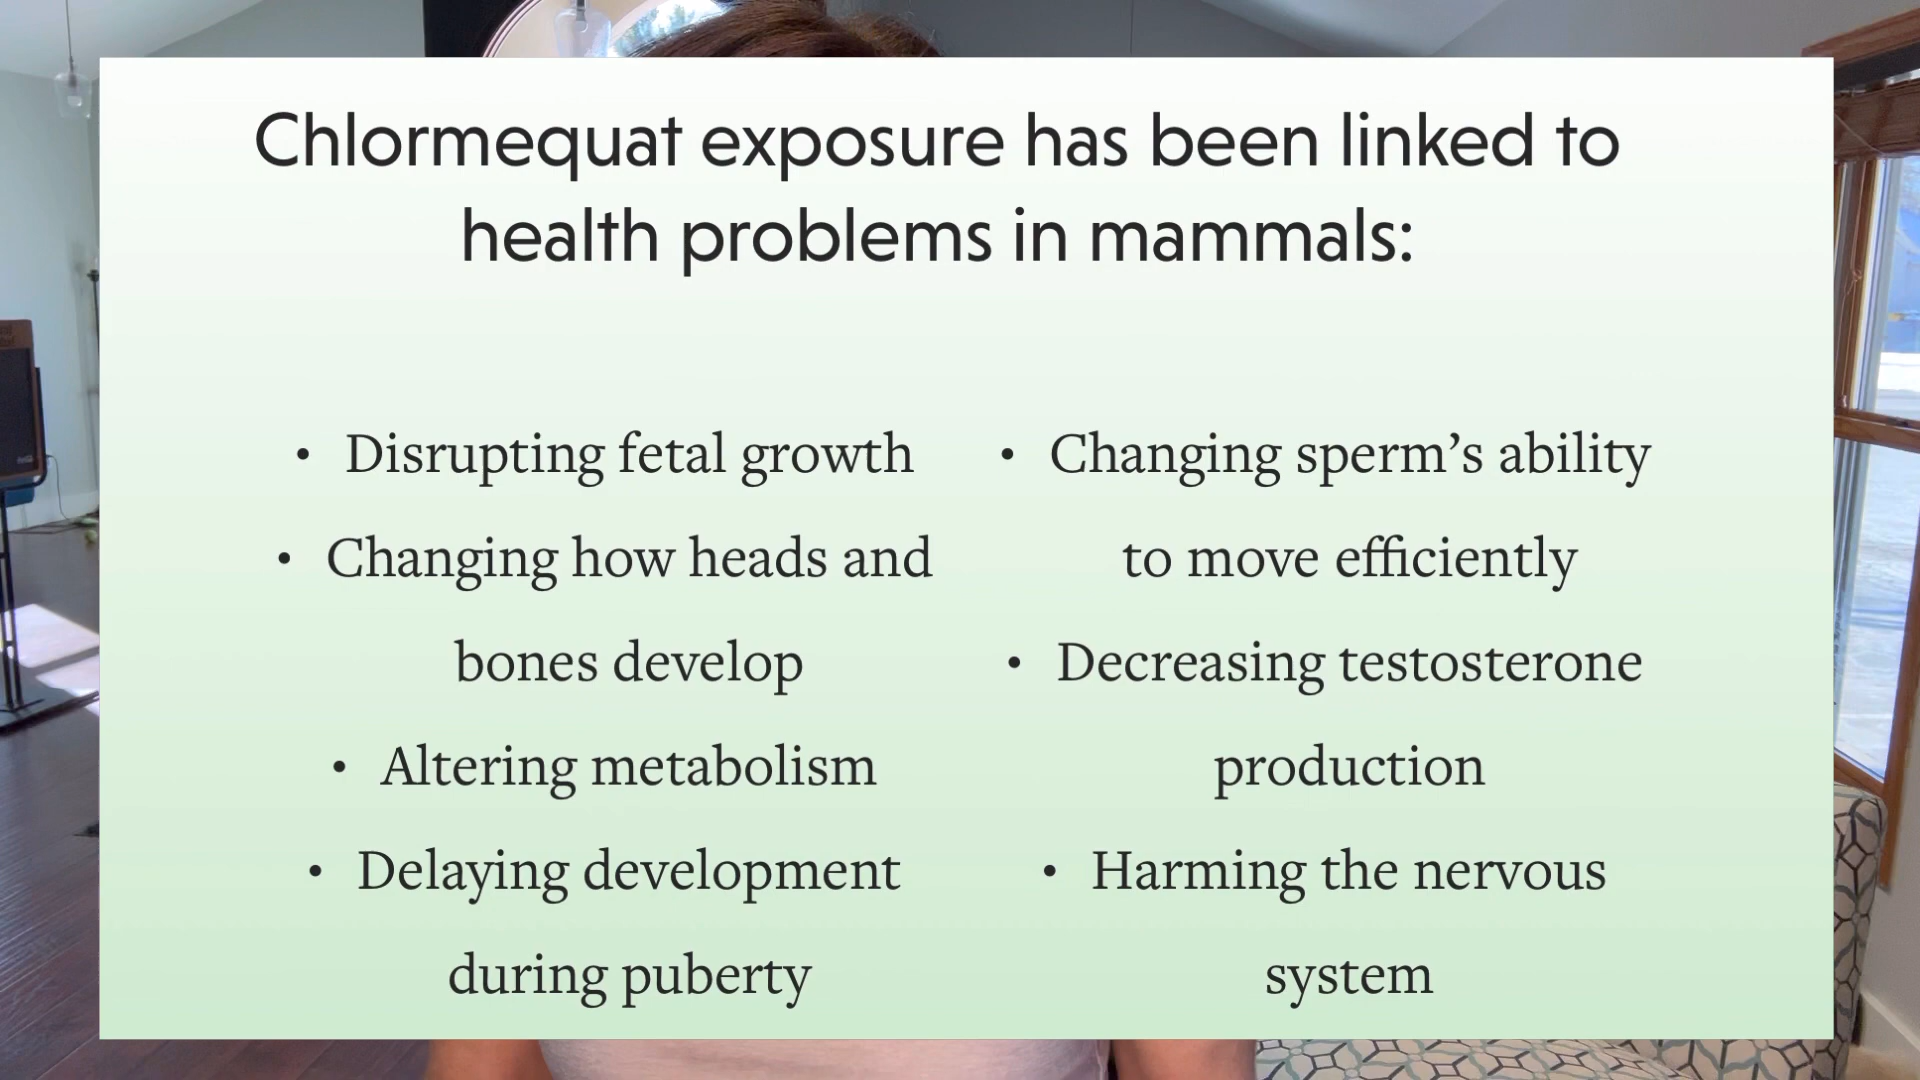 Chlormequat exposure has been linked to
health problems in mammals:
• Disrupting fetal growth
• Changing how heads and
bones develop
• Altering metabolism
• Delaying development
during puberty
• Changing sperm’s ability
to move efficiently
• Decreasing testosterone
production
• Harming the nervous
system